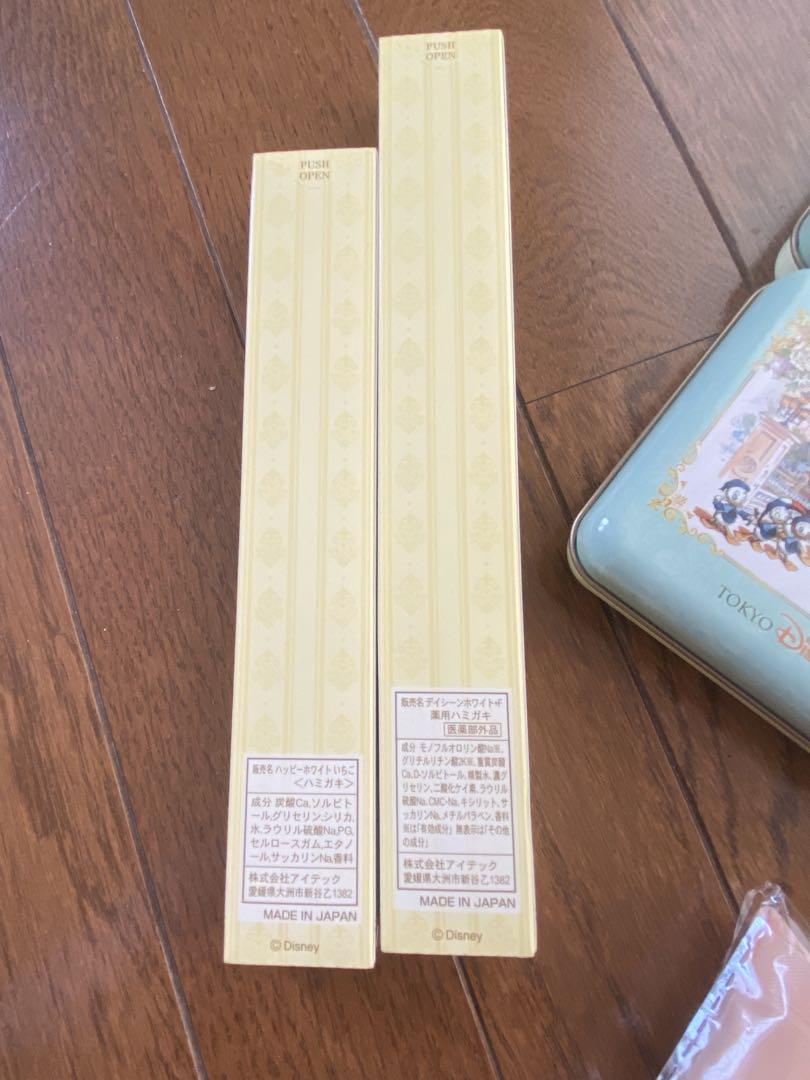 PUSH
OPEN
販売名 ハッピーホワイト いちご
<ハミガキ>
成分 炭酸Ca,ソルビト
ール,グリセリン,シリカ,
水,ラウリル硫酸Na,PG,
セルロースガム,エタノ
ール,サッカリンNa,香料
株式会社アイテック
愛媛県大洲市新谷乙1382
MADE IN JAPAN
©Disney
PUSH
OPEN
販売名 デイシーンホワイト+F
薬用ハミガキ
医薬部外品
成分 モノフルオロリン酸Na※,
グリチルリチン酸2K※, 重質炭酸
Ca,D-ソルビトール, 精製水, 濃グ
リセリン,二酸化ケイ素, ラウリル
硫酸Na,CMC・Na, キシリット, サ
ッカリンNa, メチルパラベン, 香料
※は「有効成分」 無表示は「その他
の成分」
株式会社アイテック
愛媛県大洲市新谷乙1382
MADE IN JAPAN
©Disney
TOKYO Dis